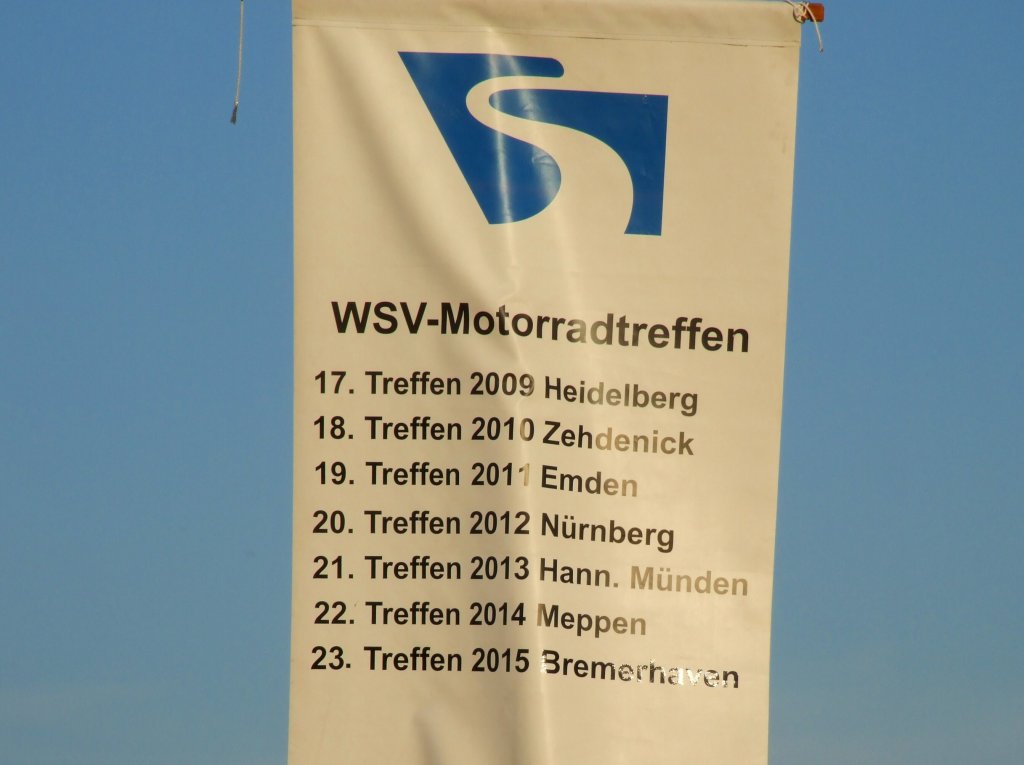 WSV-Motorradtreffen
17. Treffen 2009 Heidelberg
18. Treffen 2010 Zehdenick
19. Treffen 2011 Emden
20. Treffen 2012 Nürnberg
21. Treffen 2013 Hann. Münden
22. Treffen 2014 Meppen
23. Treffen 2015 Bremerhaven